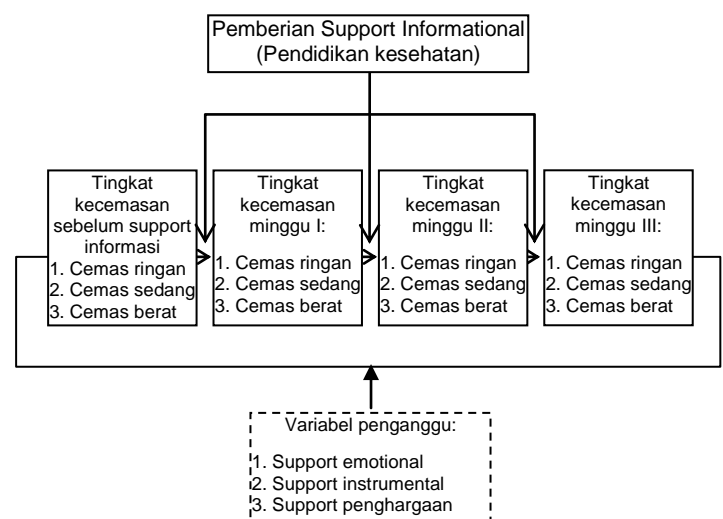 Pemberian Support Informational
(Pendidikan kesehatan)
Tingkat
kecemasan
sebelum support
informasi
1. Cemas ringan
2. Cemas sedang
3. Cemas berat
Tingkat
kecemasan
minggu I:
1. Cemas ringan
2. Cemas sedang
3. Cemas berat
Tingkat
kecemasan
minggu II:
1. Cemas ringan
2. Cemas sedang
3. Cemas berat
Tingkat
kecemasan
minggu III:
1. Cemas ringan
2. Cemas sedang
3. Cemas berat
Variabel penganggu:
1. Support emotional
2. Support instrumental
3. Support penghargaan